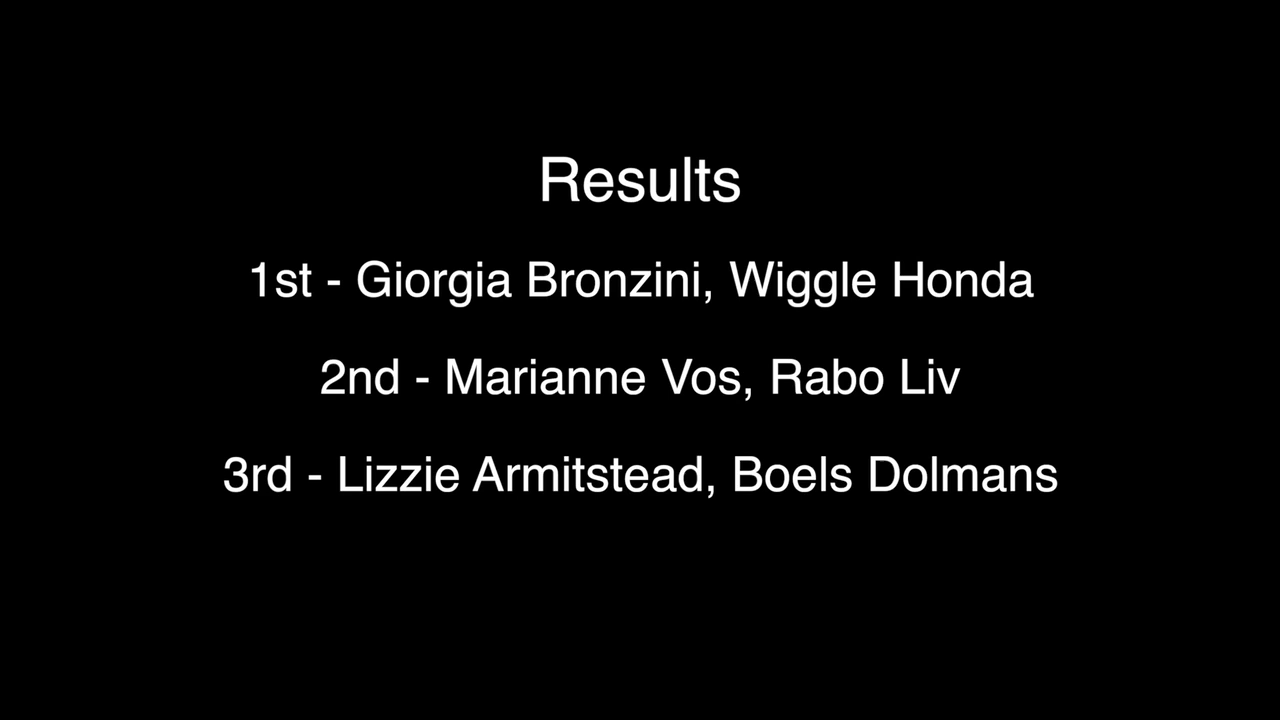 Results
1st - Giorgia Bronzini, Wiggle Honda
2nd - Marianne Vos, Rabo Liv
3rd - Lizzie Armitstead, Boels Dolmans